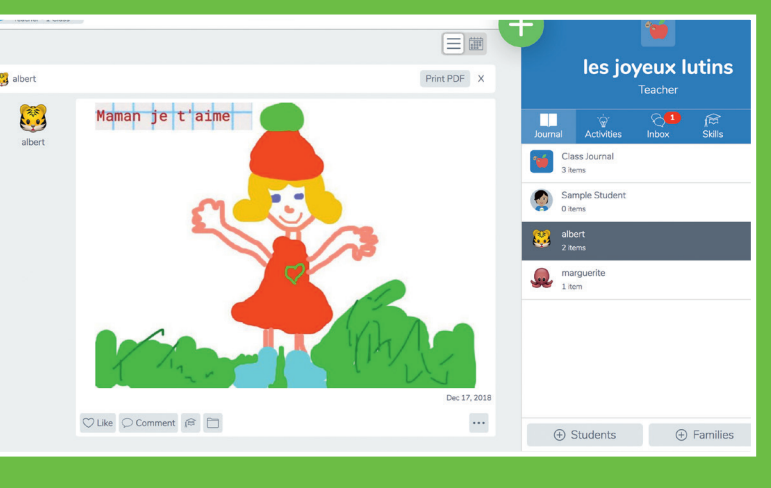 albert
Print PDF X
albert
Maman je t'aime
Dec 17, 2018
Like
Comment
les joyeux lutins
Teacher
Journal
Activities
1
Inbox
Skills
Class Journal
3 items
Sample Student
0 items
albert
2 items
marguerite
1 item
Students
Families